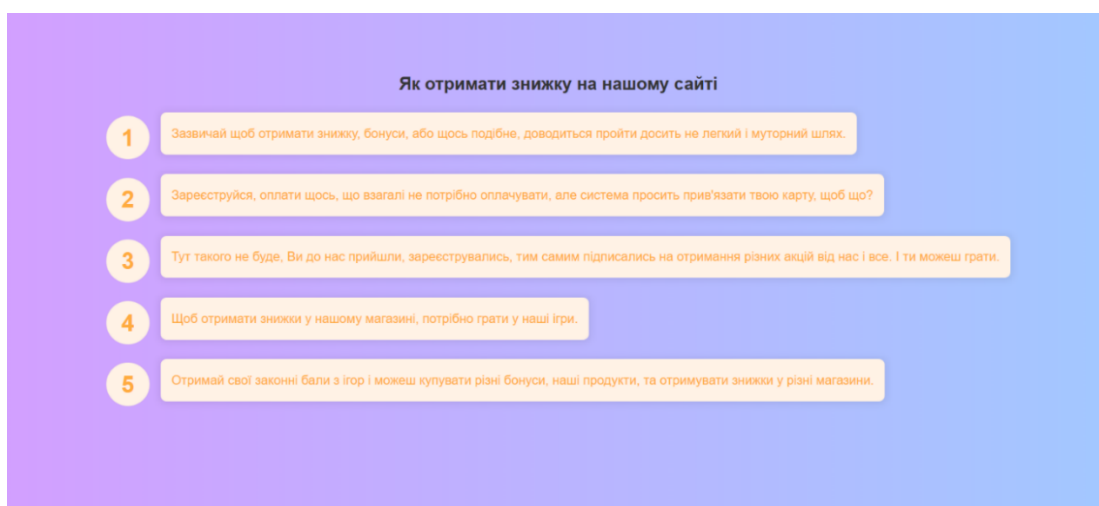 Як отримати знижку на нашому сайті
1
Зазвичай щоб отримати знижку, бонуси, або щось подібне, доводиться пройти досить не легкий і муторний шлях.
2
Зареєструйся, оплати щось, що взагалі не потрібно оплачувати, але система просить прив'язати твою карту, щоб що?
3
Тут такого не буде, Ви до нас прийшли, зареєструвались, тим самим підписались на отримання різних акцій від нас і все. І ти можеш грати.
4
Щоб отримати знижки у нашому магазині, потрібно грати у наші ігри.
5
Отримай свої законні бали з ігор і можеш купувати різні бонуси, наші продукти, та отримувати знижки у різні магазини.